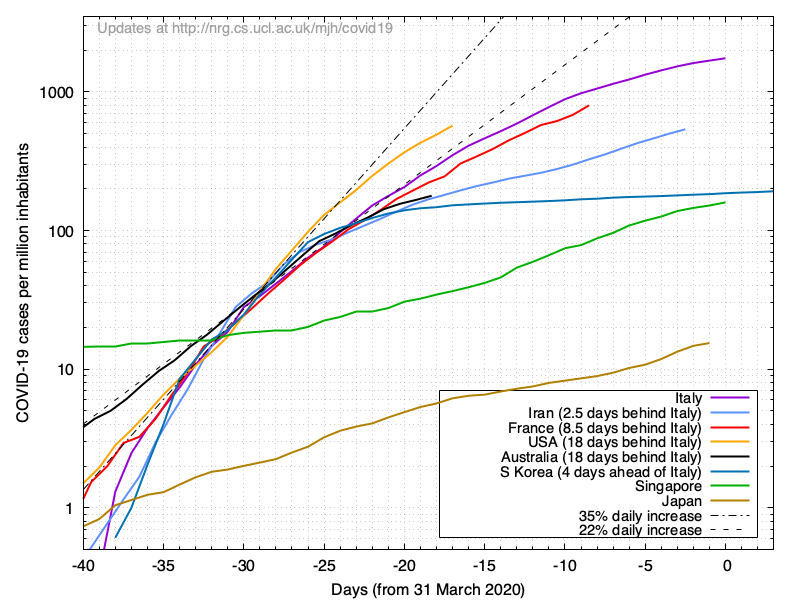 Updates at http://nrg.cs.ucl.ac.uk/mjh/covid19
1000
100
10
1
COVID-19 cases per million inhabitants
Italy
Iran (2.5 days behind Italy)
France (8.5 days behind Italy)
USA (18 days behind Italy)
Australia (18 days behind Italy)
S Korea (4 days ahead of Italy)
Singapore
Japan
35% daily increase
22% daily increase
-40 -35 -30 -25 -20 -15 -10 -5 0
Days (from 31 March 2020)